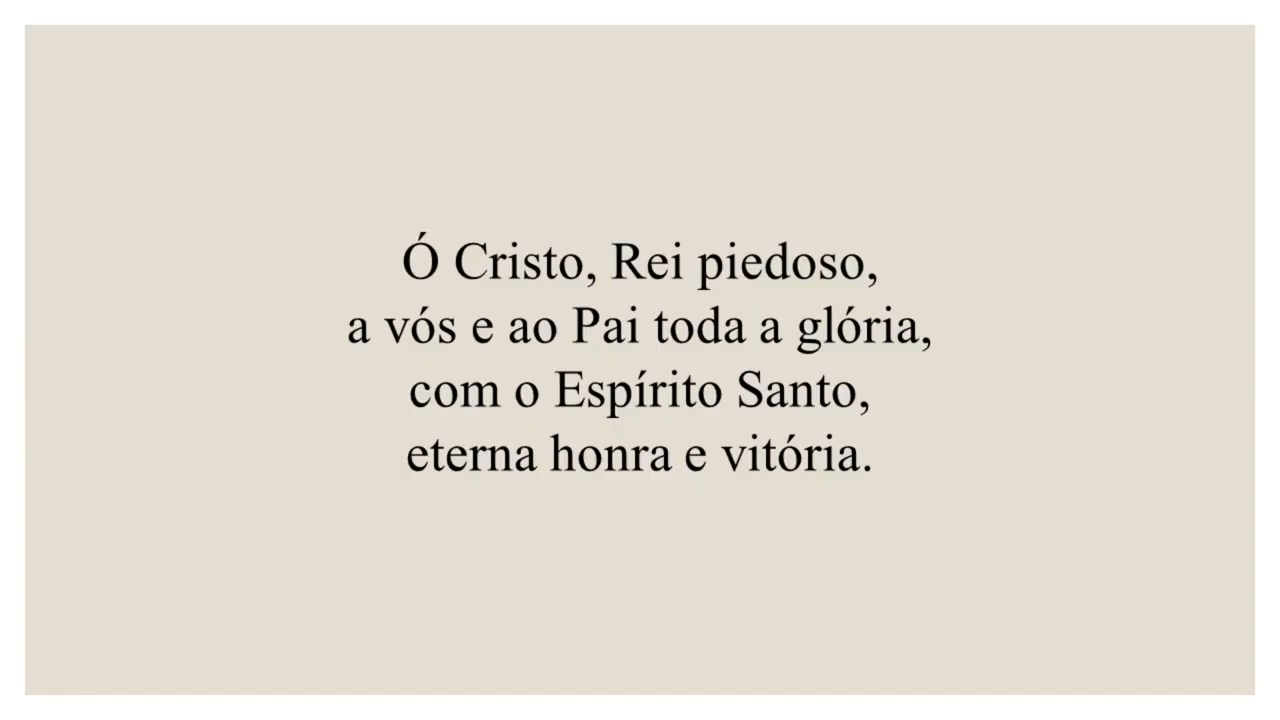 Ó Cristo, Rei piedoso,
a vós e ao Pai toda a glória,
com o Espírito Santo,
eterna honra e vitória.